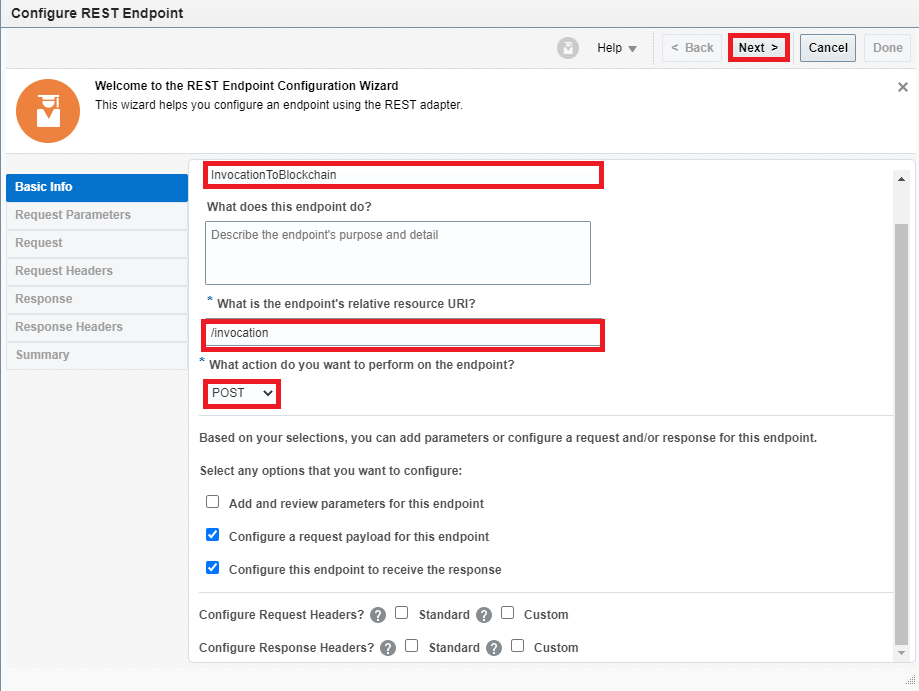 Configure REST Endpoint
Help
< Back
Next >
Cancel
Done
Welcome to the REST Endpoint Configuration Wizard
This wizard helps you configure an endpoint using the REST adapter.
Basic Info
Request Parameters
Request
Request Headers
Response
Response Headers
Summary
InvocationToBlockchain
What does this endpoint do?
Describe the endpoint's purpose and detail
* What is the endpoint's relative resource URI?
/invocation
* What action do you want to perform on the endpoint?
POST
Based on your selections, you can add parameters or configure a request and/or response for this endpoint.
Select any options that you want to configure:
Add and review parameters for this endpoint
Configure a request payload for this endpoint
Configure this endpoint to receive the response
Configure Request Headers? ? Standard ? Custom
Configure Response Headers? ? Standard ? Custom